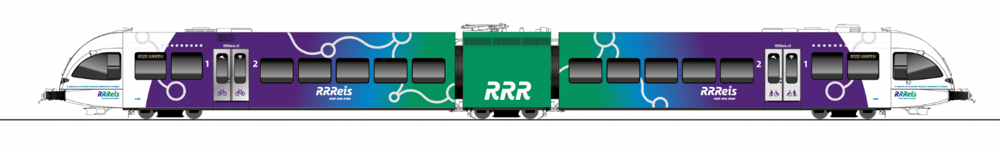 RS22 KAMPEN
1
RRReis.nl
2
RRReis
met ons mee
RRReis
RRR
RRReis
met ons mee
2
RRReis.nl
1
RS22 KAMPEN
RRReis